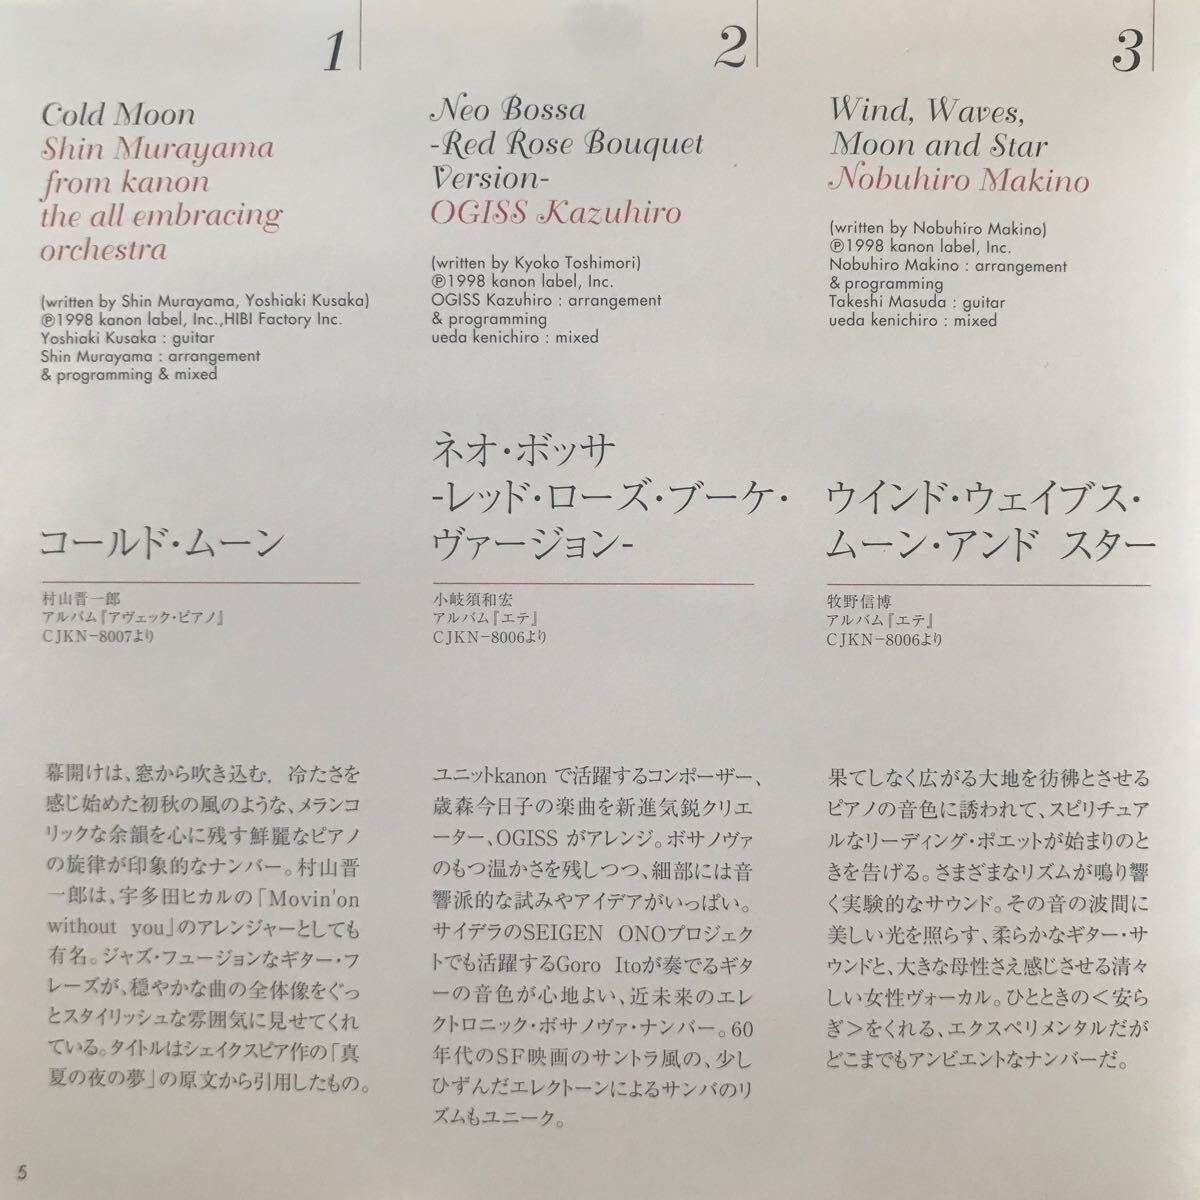 1
Cold Moon
Shin Murayama
from kanon
the all embracing
orchestra
(written by Shin Murayama, Yoshiaki Kusaka)
℗1998 kanon label, Inc.,HIBI Factory Inc.
Yoshiaki Kusaka : guitar
Shin Murayama : arrangement
& programming & mixed
コールド・ムーン
村山晋一郎
アルバム『アヴェック・ピアノ』
CJKN-8007より
幕開けは、窓から吹き込む, 冷たさを
感じ始めた初秋の風のような、メランコ
リックな余韻を心に残す鮮麗なピアノ
の旋律が印象的なナンバー。村山晋
一郎は、宇多田ヒカルの「Movin'on
without you」のアレンジャーとしても
有名。ジャズ・フュージョンなギター・フ
レーズが、穏やかな曲の全体像をぐっ
とスタイリッシュな雰囲気に見せてくれ
ている。タイトルはシェイクスピア作の「真
夏の夜の夢」の原文から引用したもの。
2
Neo Bossa
-Red Rose Bouquet
Version-
OGISS Kazuhiro
(written by Kyoko Toshimori)
℗1998 kanon label, Inc.
OGISS Kazuhiro : arrangement
& programming
ueda kenichiro : mixed
ネオ・ボッサ
-レッド・ローズ・ブーケ・
ヴァージョン-
小岐須和宏
アルバム『エテ』
CJKN-8006より
ユニットkanon で活躍するコンポーザー、
歳森今日子の楽曲を新進気鋭クリエ
ーター、OGISS がアレンジ。ボサノヴァ
のもつ温かさを残しつつ、細部には音
響派的な試みやアイデアがいっぱい。
サイデラのSEIGEN ONOプロジェク
トでも活躍するGoro Itoが奏でるギタ
ーの音色が心地よい、近未来のエレ
クトロニック・ボサノヴァ・ナンバー。60
年代のSF映画のサントラ風の、少し
ひずんだエレクトーンによるサンバのリ
ズムもユニーク。
3
Wind, Waves,
Moon and Star
Nobuhiro Makino
(written by Nobuhiro Makino)
℗1998 kanon label, Inc.
Nobuhiro Makino : arrangement
& programming
Takeshi Masuda : guitar
ueda kenichiro : mixed
ウインド・ウェイブス・
ムーン・アンド スター
牧野信博
アルバム『エテ』
CJKN-8006より
果てしなく広がる大地を彷彿とさせる
ピアノの音色に誘われて、スピリチュア
ルなリーディング・ポエットが始まりのと
きを告げる。さまざまなリズムが鳴り響
く実験的なサウンド。その音の波間に
美しい光を照らす、柔らかなギター・サ
ウンドと、大きな母性さえ感じさせる清々
しい女性ヴォーカル。ひとときの＜安ら
ぎ＞をくれる、エクスペリメンタルだが
どこまでもアンビエントなナンバーだ。
5